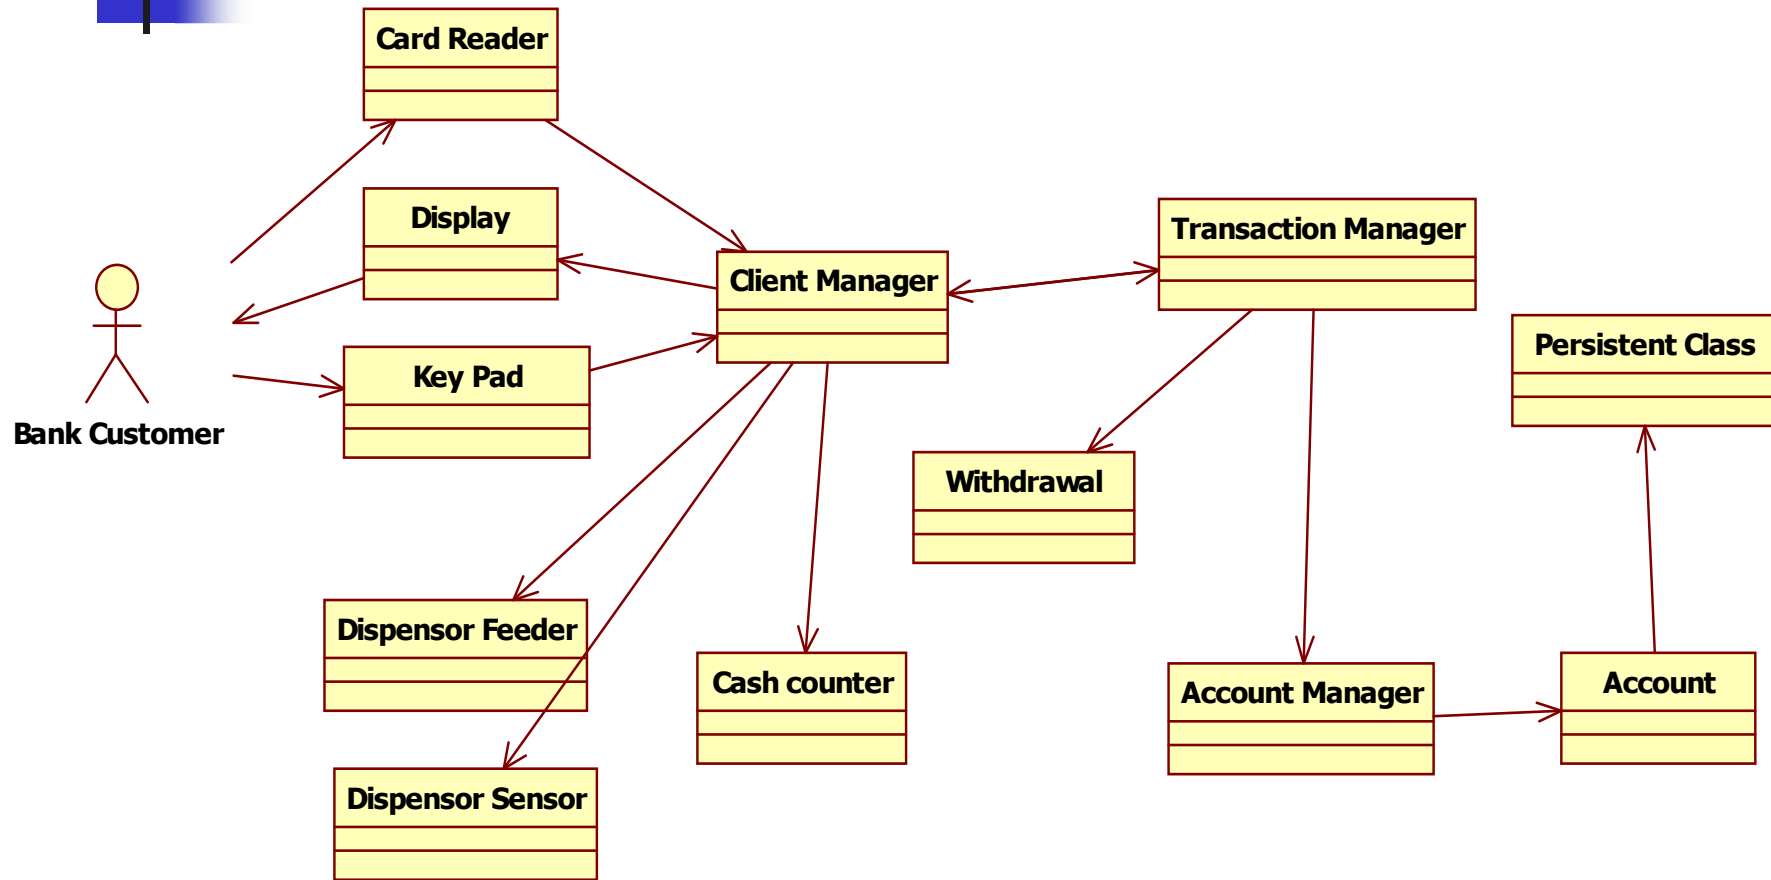 Card Reader
Display
Transaction Manager
Client Manager
Persistent Class
Key Pad
Bank Customer
Withdrawal
Dispensor Feeder
Cash counter
Account Manager
Account
Dispensor Sensor